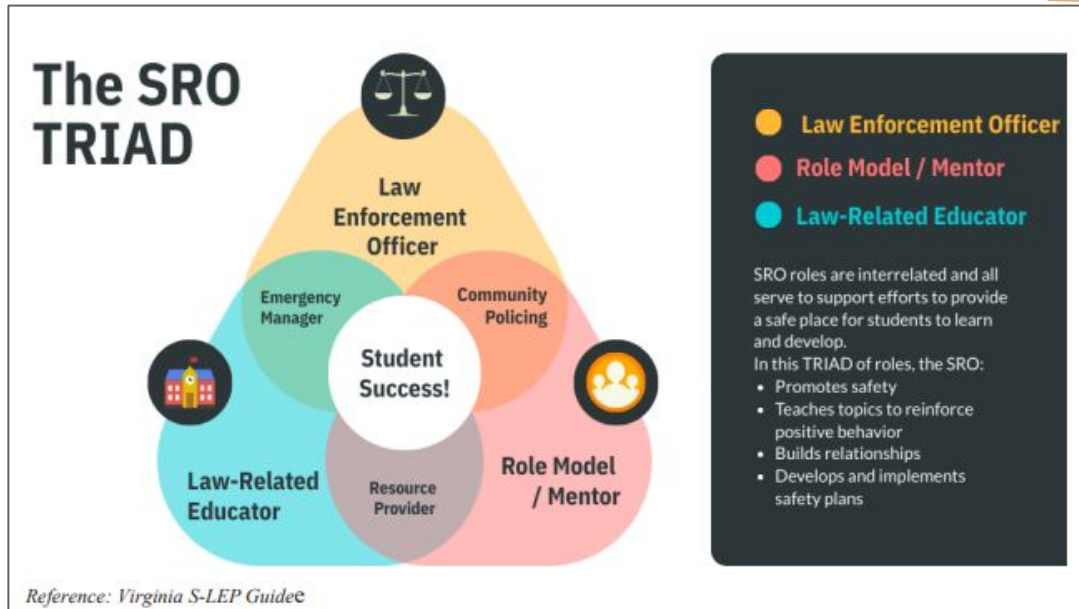 The SRO
TRIAD
Law
Enforcement
Officer
Emergency
Manager
Community
Policing
Student
Success!
Law-Related
Educator
Resource
Provider
Role Model
/ Mentor
Law Enforcement Officer
Role Model / Mentor
Law-Related Educator
SRO roles are interrelated and all
serve to support efforts to provide
a safe place for students to learn
and develop.
In this TRIAD of roles, the SRO:
• Promotes safety
• Teaches topics to reinforce
positive behavior
• Builds relationships
• Develops and implements
safety plans
Reference: Virginia S-LEP Guidee